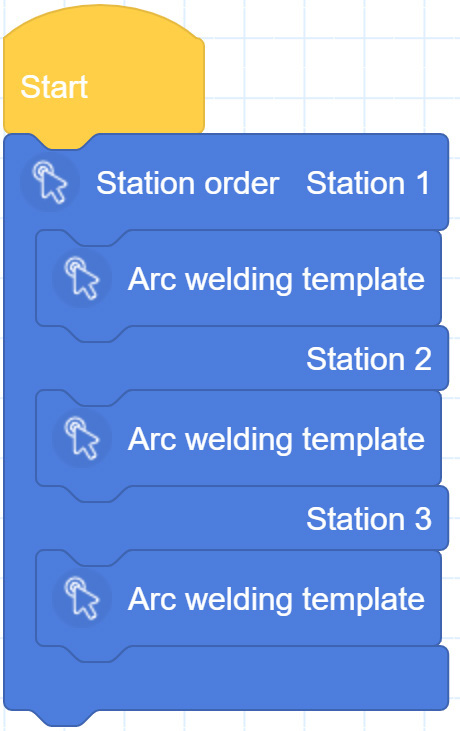 Start
Station order Station 1
Arc welding template
Station 2
Arc welding template
Station 3
Arc welding template